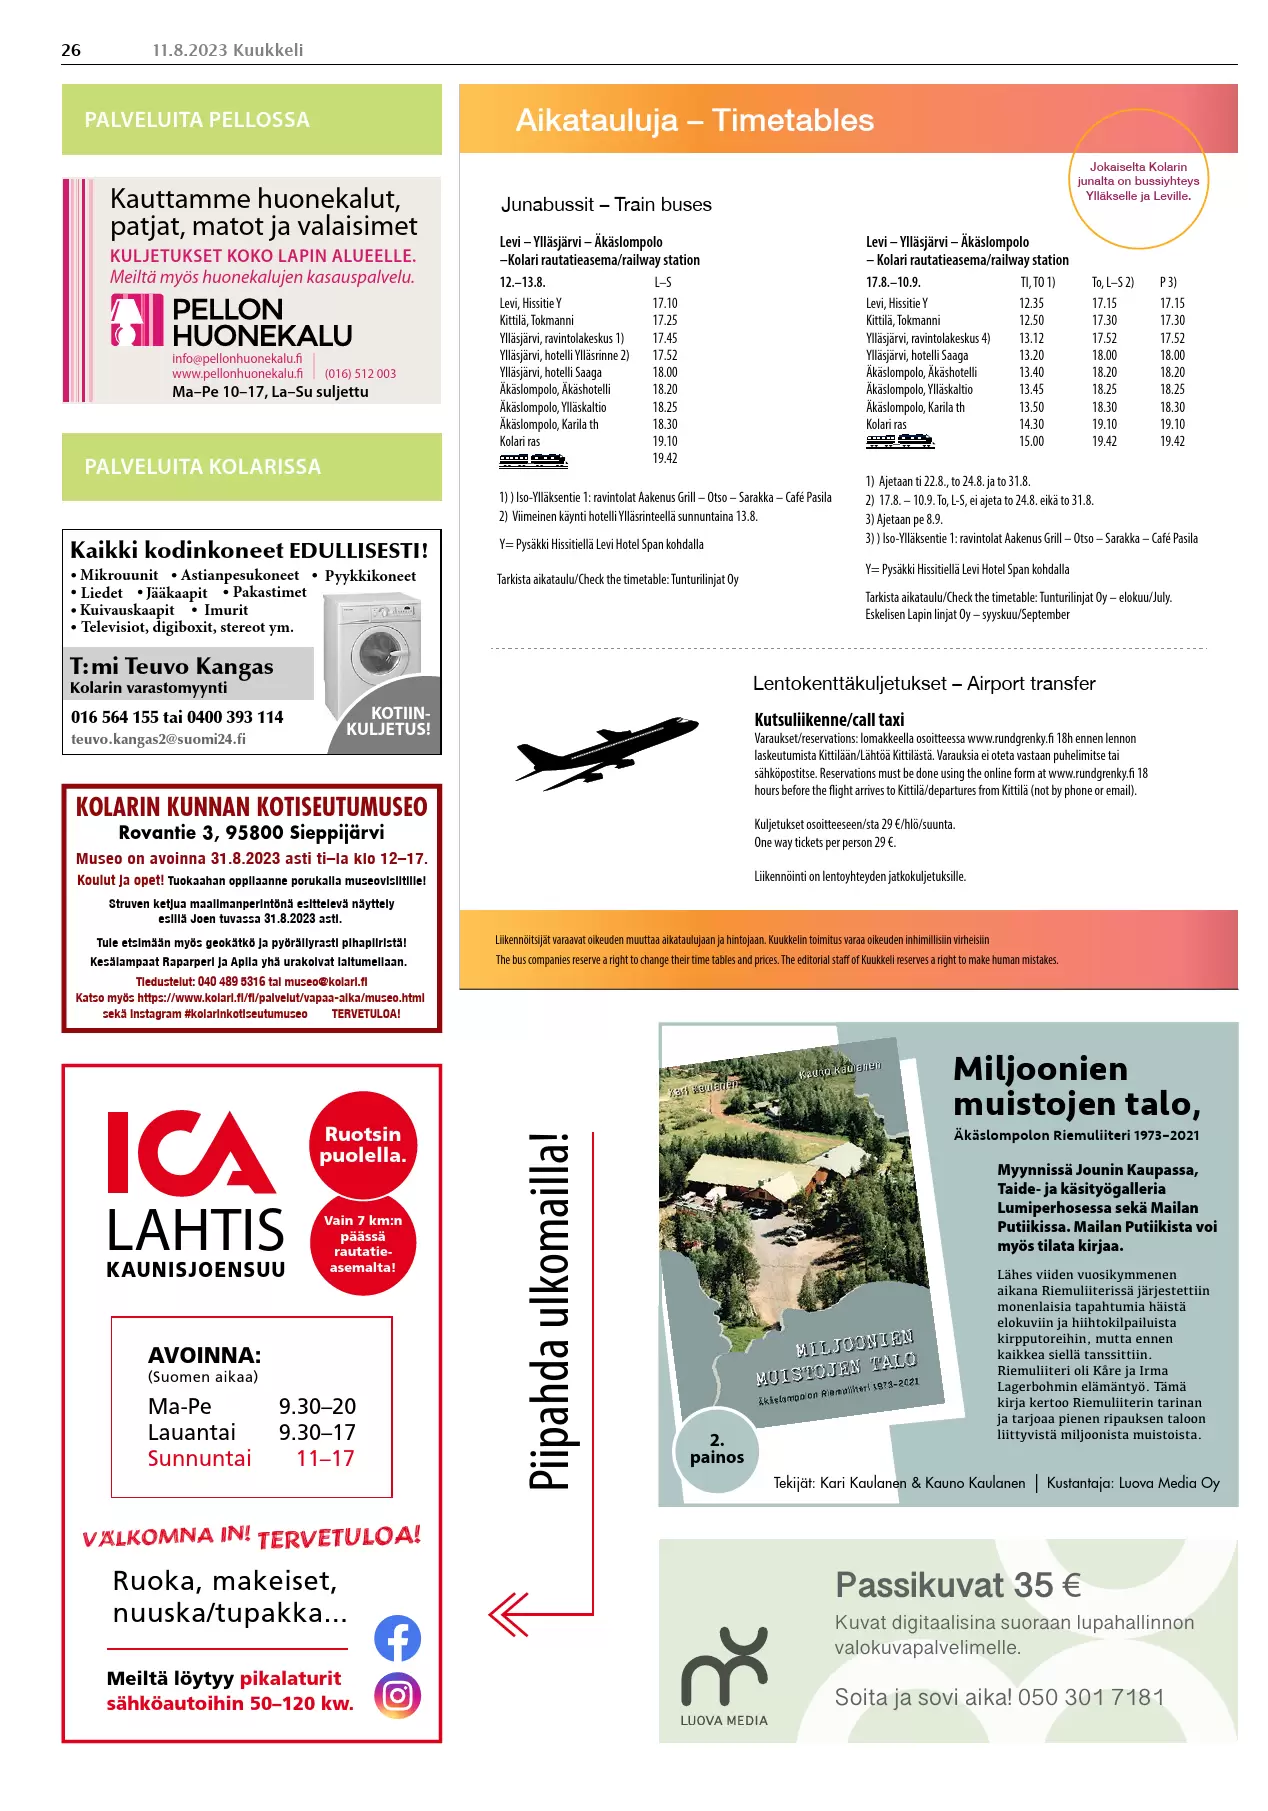 26 11.8.2023 Kuukkeli
PALVELUITA PELLOSSA
Kauttamme huonekalut,
patjat, matot ja valaisimet
KULJETUKSET KOKO LAPIN ALUEELLE.
Meiltä myös huonekalujen kasauspalvelu.
PELLON
HUONEKALU
info@pellonhuonekalu.fi
www.pellonhuonekalu.fi (016) 512 003
Ma–Pe 10–17, La–Su suljettu
PALVELUITA KOLARISSA
Kaikki kodinkoneet EDULLISESTI!
• Mikrouunit • Astianpesukoneet • Pyykkikoneet
• Liedet • Jääkaapit • Pakastimet
• Kuivauskaapit • Imurit
• Televisiot, digiboxit, stereot ym.
T:mi Teuvo Kangas
Kolarin varastomyynti
016 564 155 tai 0400 393 114
teuvo.kangas2@suomi24.fi
KOTIIN-
KULJETUS!
KOLARIN KUNNAN KOTISEUTUMUSEO
Rovantie 3, 95800 Sieppijärvi
Museo on avoinna 31.8.2023 asti ti–la klo 12–17.
Koulut ja opet! Tuokaahan oppilaanne porukalla museovisiitille!
Struven ketjua maailmanperintönä esittelevä näyttely
esillä Joen tuvassa 31.8.2023 asti.
Tule etsimään myös geokätkö ja pyöräilyrasti pihapiiristä!
Kesälampaat Raparperi ja Apila yhä urakoivat laitumellaan.
Tiedustelut: 040 489 5316 tai museo@kolari.fi
Katso myös https://www.kolari.fi/fi/palvelut/vapaa-aika/museo.html
sekä instagram #kolarinkotiseutumuseo TERVETULOA!
ICA
LAHTIS
KAUNISJOENSUU
Ruotsin
puolella.
Vain 7 km:n
päässä
rautatie-
asemalta!
AVOINNA:
(Suomen aikaa)
Ma-Pe 9.30–20
Lauantai 9.30–17
Sunnuntai 11–17
VÄLKOMNA IN! TERVETULOA!
Ruoka, makeiset,
nuuska/tupakka...
Meiltä löytyy pikalaturit
sähköautoihin 50–120 kw.
Aikatauluja – Timetables
Jokaiselta Kolarin
junalta on bussiyhteys
Ylläkselle ja Leville.
Junabussit – Train buses
Levi – Ylläsjärvi – Äkäslompolo
–Kolari rautatieasema/railway station
12.–13.8. L–S
Levi, Hissitie Y 17.10
Kittilä, Tokmanni 17.25
Ylläsjärvi, ravintolakeskus 1) 17.45
Ylläsjärvi, hotelli Ylläsrinne 2) 17.52
Ylläsjärvi, hotelli Saaga 18.00
Äkäslompolo, Äkäshotelli 18.20
Äkäslompolo, Ylläskaltio 18.25
Äkäslompolo, Karila th 18.30
Kolari ras 19.10
19.42
1) ) Iso-Ylläksentie 1: ravintolat Aakenus Grill – Otso – Sarakka – Café Pasila
2) Viimeinen käynti hotelli Ylläsrinteellä sunnuntaina 13.8.
Y= Pysäkki Hissitiellä Levi Hotel Span kohdalla
Tarkista aikataulu/Check the timetable: Tunturilinjat Oy
Levi – Ylläsjärvi – Äkäslompolo
– Kolari rautatieasema/railway station
17.8.–10.9. TI, TO 1) To, L–S 2) P 3)
Levi, Hissitie Y 12.35 17.15 17.15
Kittilä, Tokmanni 12.50 17.30 17.30
Ylläsjärvi, ravintolakeskus 4) 13.12 17.52 17.52
Ylläsjärvi, hotelli Saaga 13.20 18.00 18.00
Äkäslompolo, Äkäshotelli 13.40 18.20 18.20
Äkäslompolo, Ylläskaltio 13.45 18.25 18.25
Äkäslompolo, Karila th 13.50 18.30 18.30
Kolari ras 14.30 19.10 19.10
15.00 19.42 19.42
1) Ajetaan ti 22.8., to 24.8. ja to 31.8.
2) 17.8. – 10.9. To, L-S, ei ajeta to 24.8. eikä to 31.8.
3) Ajetaan pe 8.9.
3) ) Iso-Ylläksentie 1: ravintolat Aakenus Grill – Otso – Sarakka – Café Pasila
Y= Pysäkki Hissitiellä Levi Hotel Span kohdalla
Tarkista aikataulu/Check the timetable: Tunturilinjat Oy – elokuu/July.
Eskelisen Lapin linjat Oy – syyskuu/September
Lentokenttäkuljetukset – Airport transfer
Kutsuliikenne/call taxi
Varaukset/reservations: lomakkeella osoitteessa www.rundgrenky.fi 18h ennen lennon
laskeutumista Kittilään/Lähtöä Kittilästä. Varauksia ei oteta vastaan puhelimitse tai
sähköpostitse. Reservations must be done using the online form at www.rundgrenky.fi 18
hours before the flight arrives to Kittilä/departures from Kittilä (not by phone or email).
Kuljetukset osoitteeseen/sta 29 €/hlö/suunta.
One way tickets per person 29 €.
Liikennöinti on lentoyhteyden jatkokuljetuksille.
Liikennöitsijät varaavat oikeuden muuttaa aikataulujaan ja hintojaan. Kuukkelin toimitus varaa oikeuden inhimillisiin virheisiin
The bus companies reserve a right to change their time tables and prices. The editorial staff of Kuukkeli reserves a right to make human mistakes.
Piipahda ulkomailla!
Kari Kaulanen Kauno Kaulanen
MILJOONIEN
MUISTOJEN TALO
Äkäslompolon Riemuliiteri 1973–2021
2.
painos
Miljoonien
muistojen talo,
Äkäslompolon Riemuliiteri 1973–2021
Myynnissä Jounin Kaupassa,
Taide- ja käsityögalleria
Lumiperhosessa sekä Mailan
Putiikissa. Mailan Putiikista voi
myös tilata kirjaa.
Lähes viiden vuosikymmenen
aikana Riemuliiterissä järjestettiin
monenlaisia tapahtumia häistä
elokuviin ja hiihtokilpailuista
kirpputoreihin, mutta ennen
kaikkea siellä tanssittiin.
Riemuliiteri oli Kåre ja Irma
Lagerbohmin elämäntyö. Tämä
kirja kertoo Riemuliiterin tarinan
ja tarjoaa pienen ripauksen taloon
liittyvistä miljoonista muistoista.
Tekijät: Kari Kaulanen & Kauno Kaulanen | Kustantaja: Luova Media Oy
LUOVA MEDIA
Passikuvat 35 €
Kuvat digitaalisina suoraan lupahallinnon
valokuvapalvelimelle.
Soita ja sovi aika! 050 301 7181